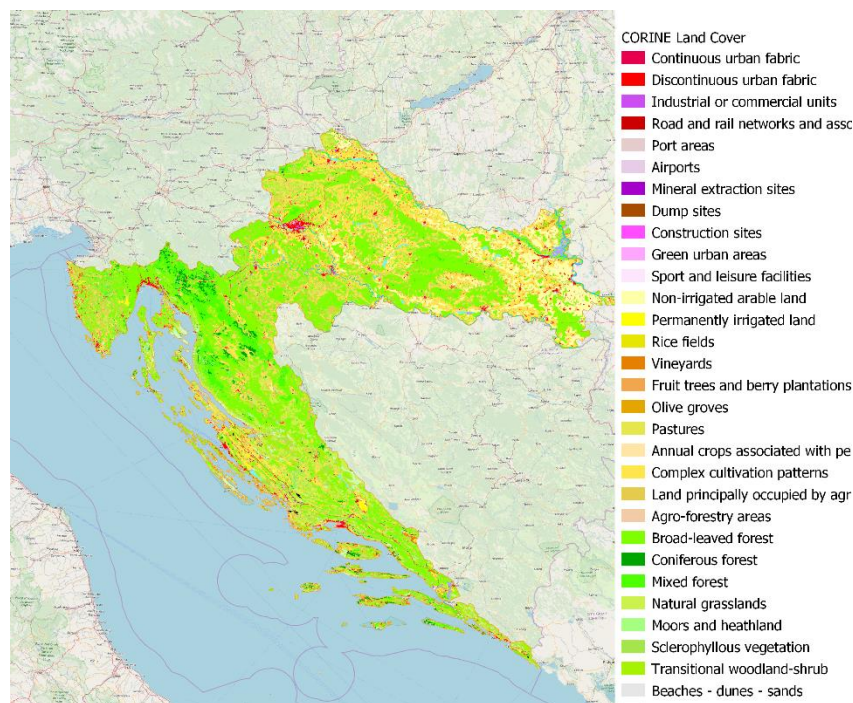 CORINE Land Cover
Continuous urban fabric
Discontinuous urban fabric
Industrial or commercial units
Road and rail networks and asso
Port areas
Airports
Mineral extraction sites
Dump sites
Construction sites
Green urban areas
Sport and leisure facilities
Non-irrigated arable land
Permanently irrigated land
Rice fields
Vineyards
Fruit trees and berry plantations
Olive groves
Pastures
Annual crops associated with pe
Complex cultivation patterns
Land principally occupied by agr
Agro-forestry areas
Broad-leaved forest
Coniferous forest
Mixed forest
Natural grasslands
Moors and heathland
Sclerophyllous vegetation
Transitional woodland-shrub
Beaches - dunes - sands